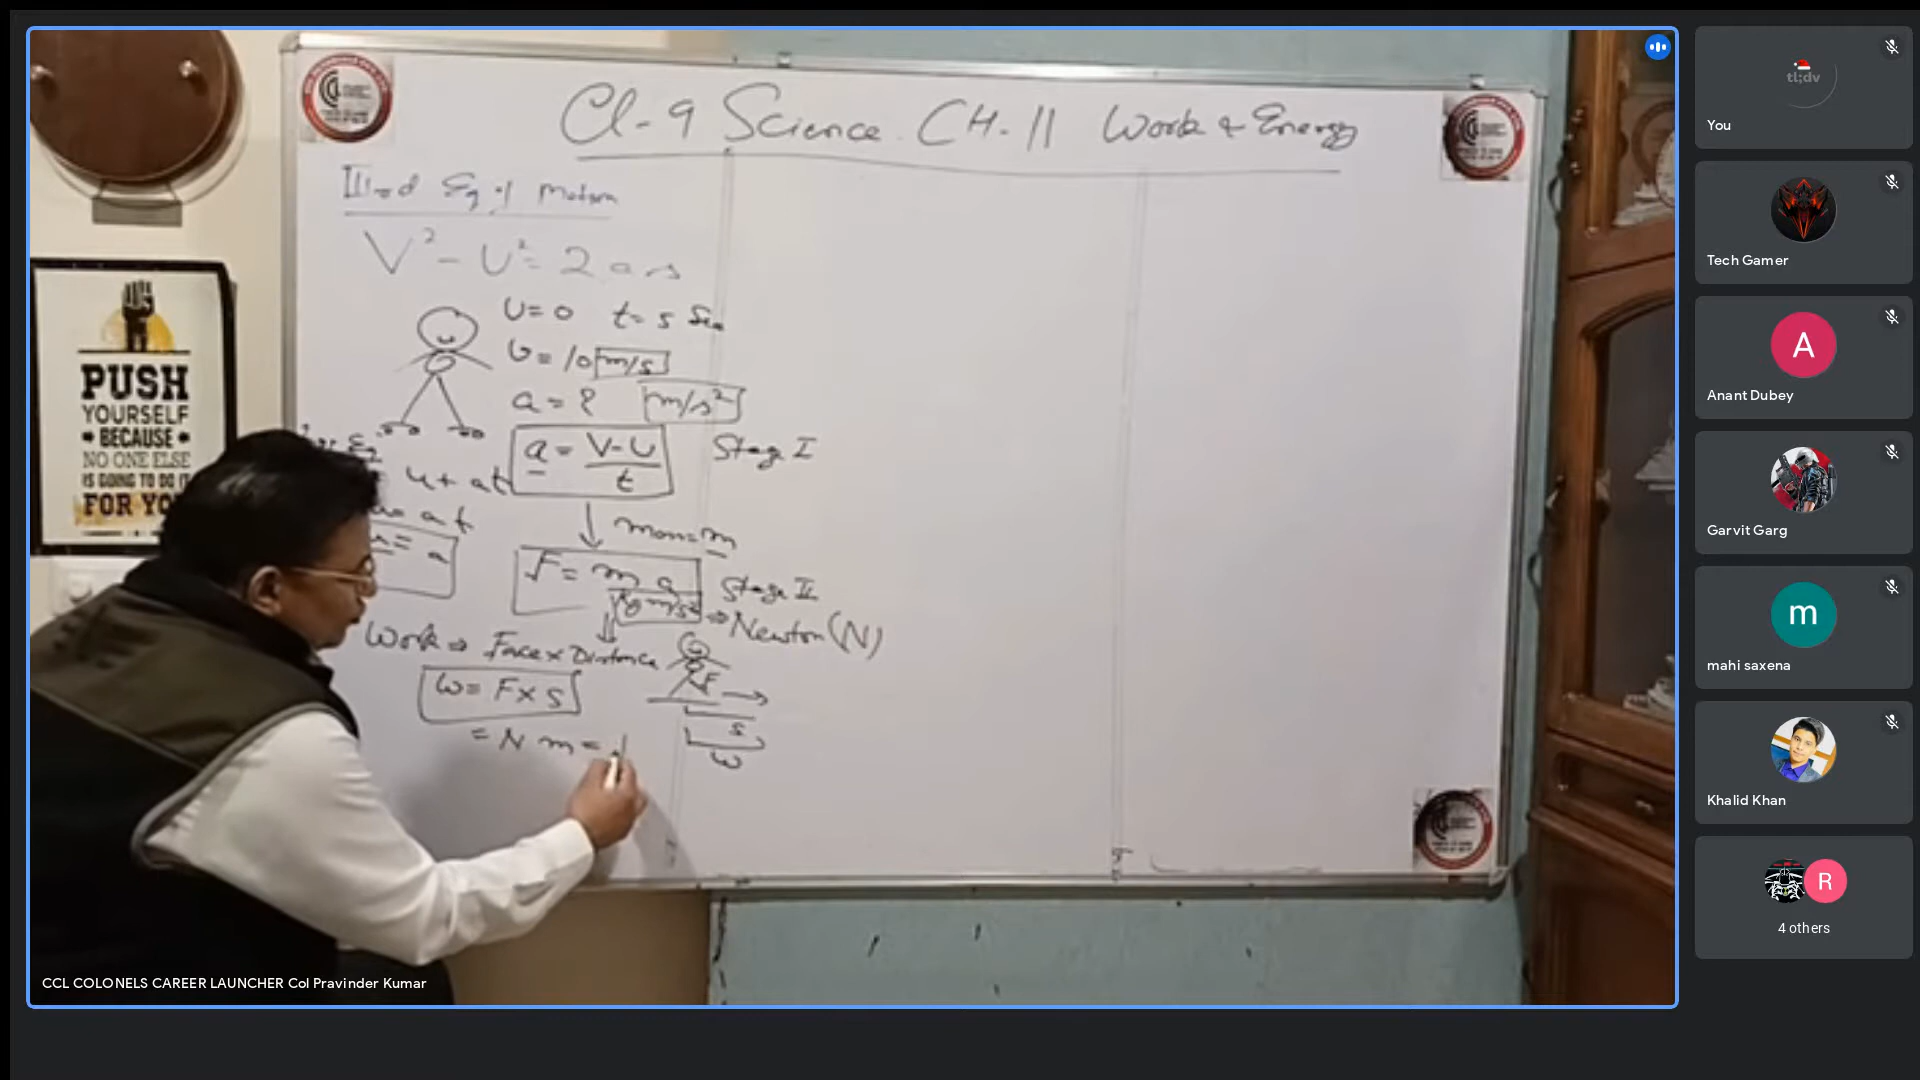 Cl-9 Science CH-11 Work & Energy
IIIrd Eq of Motion
V² - U² = 2as
U=0 t=5 Sec
v=10 m/s
a=? m/s²
a = V-U
t
Stage I
u+at
mass=m
F = m a
Stage II
⇒ Newton (N)
Work ⇒ Force × Distance
W = F × s
= N m =
F
s
W
PUSH
YOURSELF
BECAUSE
NO ONE ELSE
IS GOING TO DO IT
FOR YO
CCL COLONELS CAREER LAUNCHER Col Pravinder Kumar
tl;dv
You
Tech Gamer
A
Anant Dubey
Garvit Garg
m
mahi saxena
Khalid Khan
R
4 others